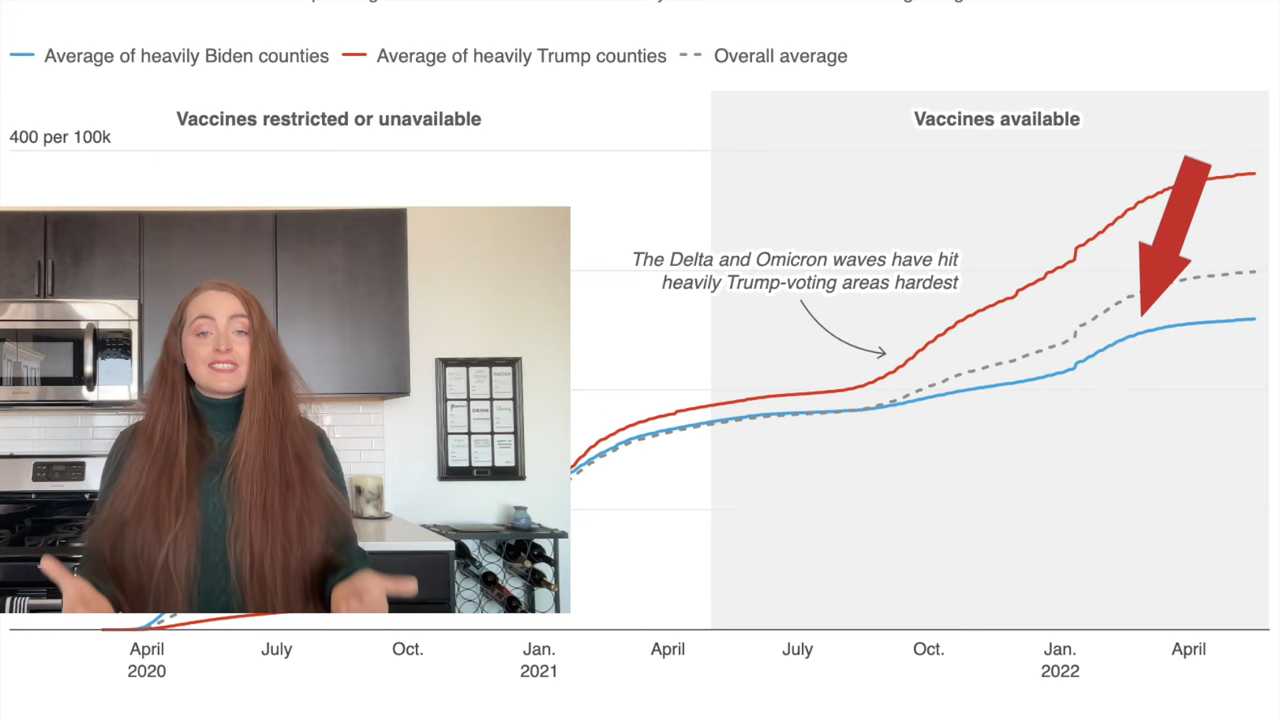 Average of heavily Biden counties Average of heavily Trump counties Overall average
Vaccines restricted or unavailable
Vaccines available
400 per 100k
The Delta and Omicron waves have hit
heavily Trump-voting areas hardest
April
2020
July
Oct.
Jan.
2021
April
July
Oct.
Jan.
2022
April
DRINK